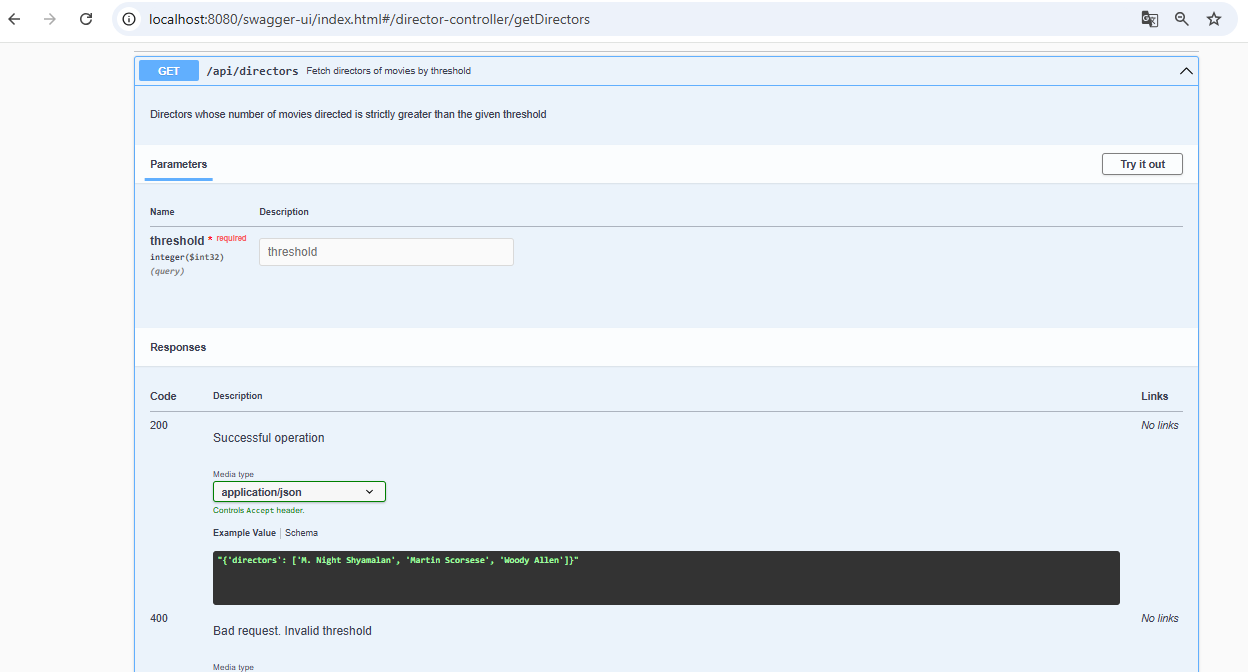 localhost:8080/swagger-ui/index.html#/director-controller/getDirectors
GET /api/directors Fetch directors of movies by threshold
Directors whose number of movies directed is strictly greater than the given threshold
Parameters Try it out
Name Description
threshold * required
integer($int32)
(query)
threshold
Responses
Code Description Links
200 No links
Successful operation
Media type
application/json
Controls Accept header.
Example Value Schema
"{'directors': ['M. Night Shyamalan', 'Martin Scorsese', 'Woody Allen']}"
400 No links
Bad request. Invalid threshold
Media type